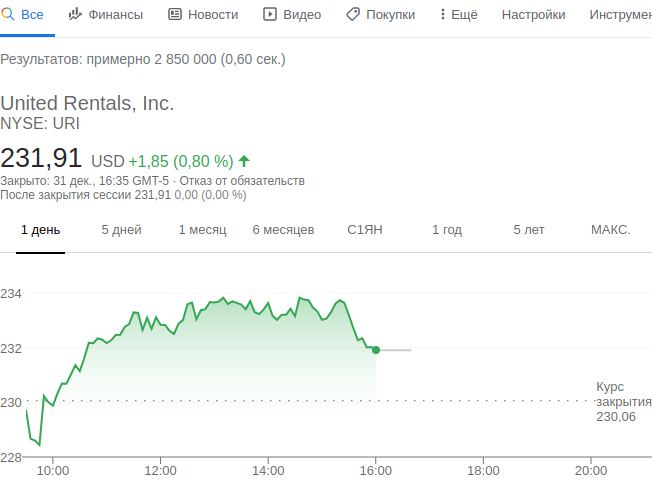 Все Финансы Новости Видео Покупки Ещё Настройки
Результатов: примерно 2 850 000 (0,60 сек.)
United Rentals, Inc.
NYSE: URI
231,91 USD +1,85 (0,80 %)
Закрыто: 31 дек., 16:35 GMT-5 · Отказ от обязательств
После закрытия сессии 231,91 0,00 (0,00 %)
1 день 5 дней 1 месяц 6 месяцев С1ЯН 1 год 5 лет МАКС.
234
232
230
Курс
закрытия
230,06
228
10:00 12:00 14:00 16:00 18:00 20:00